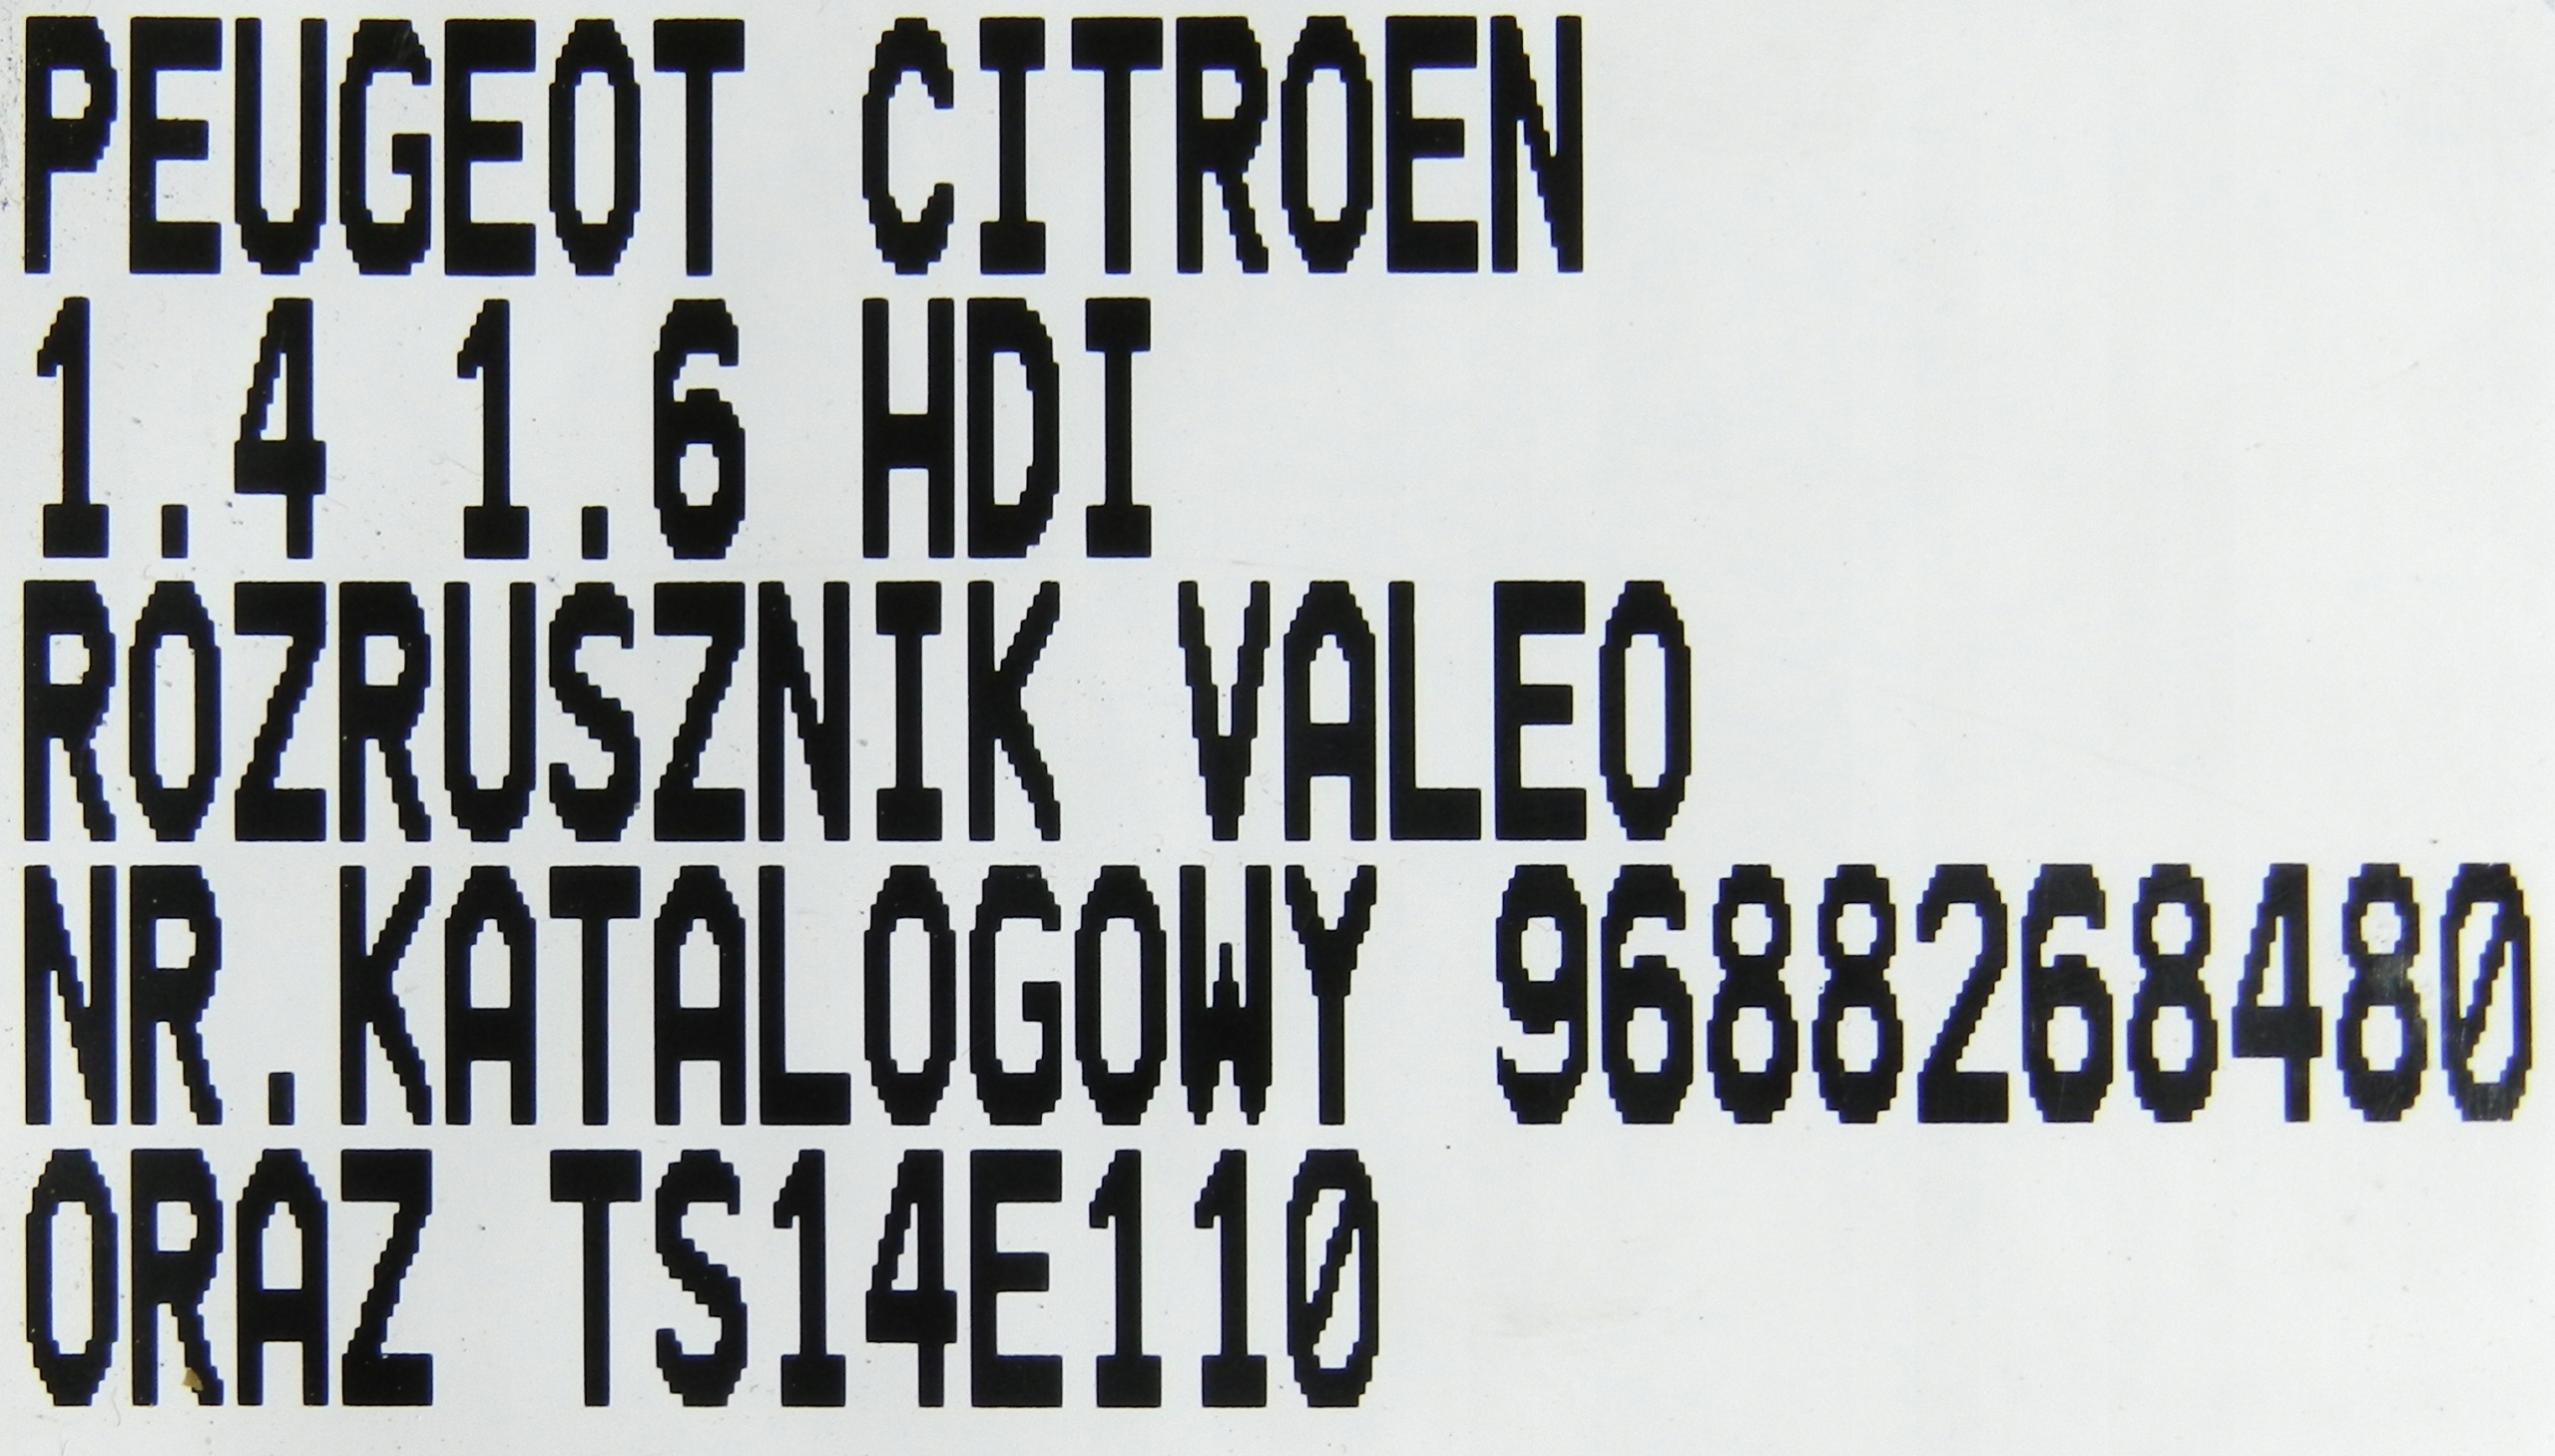 PEUGEOT CITROEN
1.4 1.6 HDI
ROZRUSZNIK VALEO
NR.KATALOGOWY 9688268480
ORAZ TS14E110